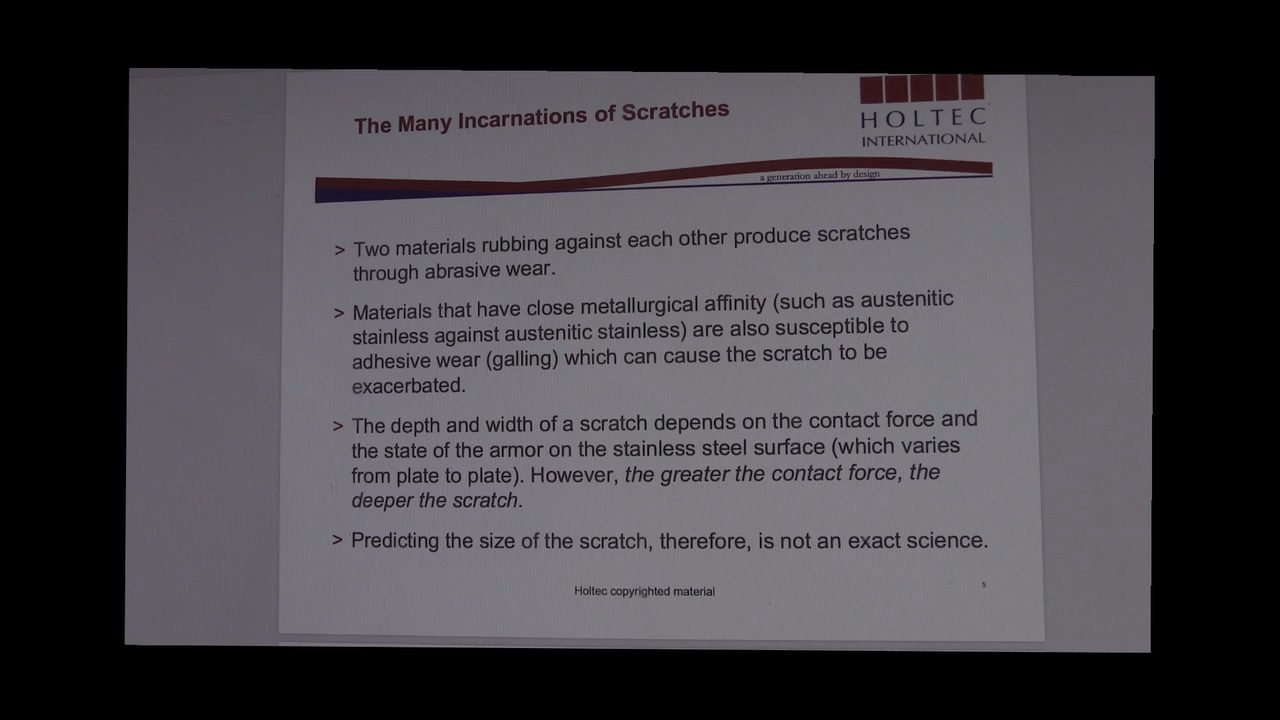 The Many Incarnations of Scratches
HOLTEC
INTERNATIONAL
a generation ahead by design
> Two materials rubbing against each other produce scratches
through abrasive wear.
> Materials that have close metallurgical affinity (such as austenitic
stainless against austenitic stainless) are also susceptible to
adhesive wear (galling) which can cause the scratch to be
exacerbated.
> The depth and width of a scratch depends on the contact force and
the state of the armor on the stainless steel surface (which varies
from plate to plate). However, the greater the contact force, the
deeper the scratch.
> Predicting the size of the scratch, therefore, is not an exact science.
Holtec copyrighted material
5